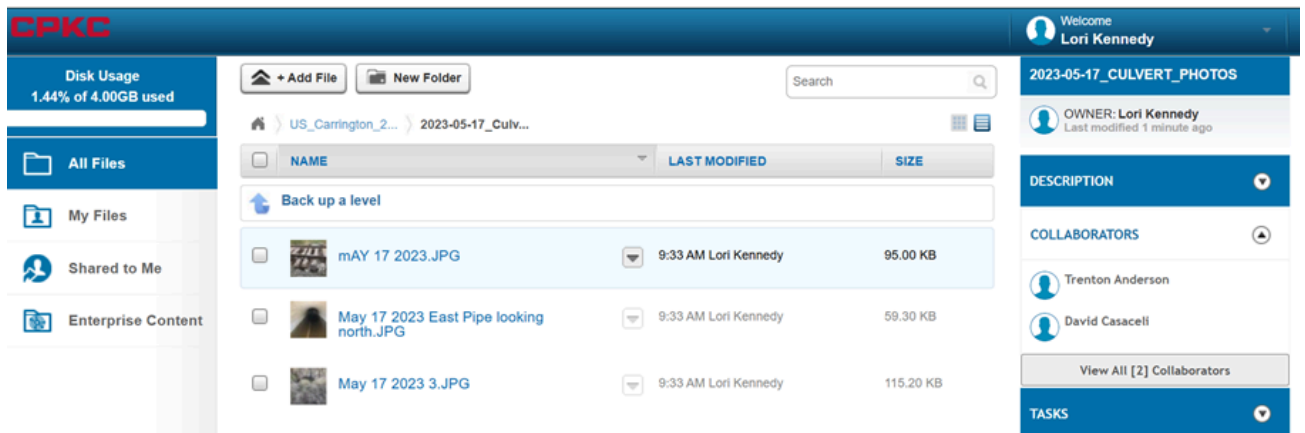 CPKC
Welcome
Lori Kennedy
Disk Usage
1.44% of 4.00GB used
All Files
My Files
Shared to Me
Enterprise Content
+ Add File
New Folder
Search
US_Carrington_2...
2023-05-17_Culv...
NAME
LAST MODIFIED
SIZE
Back up a level
mAY 17 2023.JPG
9:33 AM Lori Kennedy
95.00 KB
May 17 2023 East Pipe looking
north.JPG
9:33 AM Lori Kennedy
59.30 KB
May 17 2023 3.JPG
9:33 AM Lori Kennedy
115.20 KB
2023-05-17_CULVERT_PHOTOS
OWNER: Lori Kennedy
Last modified 1 minute ago
DESCRIPTION
COLLABORATORS
Trenton Anderson
David Casaceli
View All [2] Collaborators
TASKS